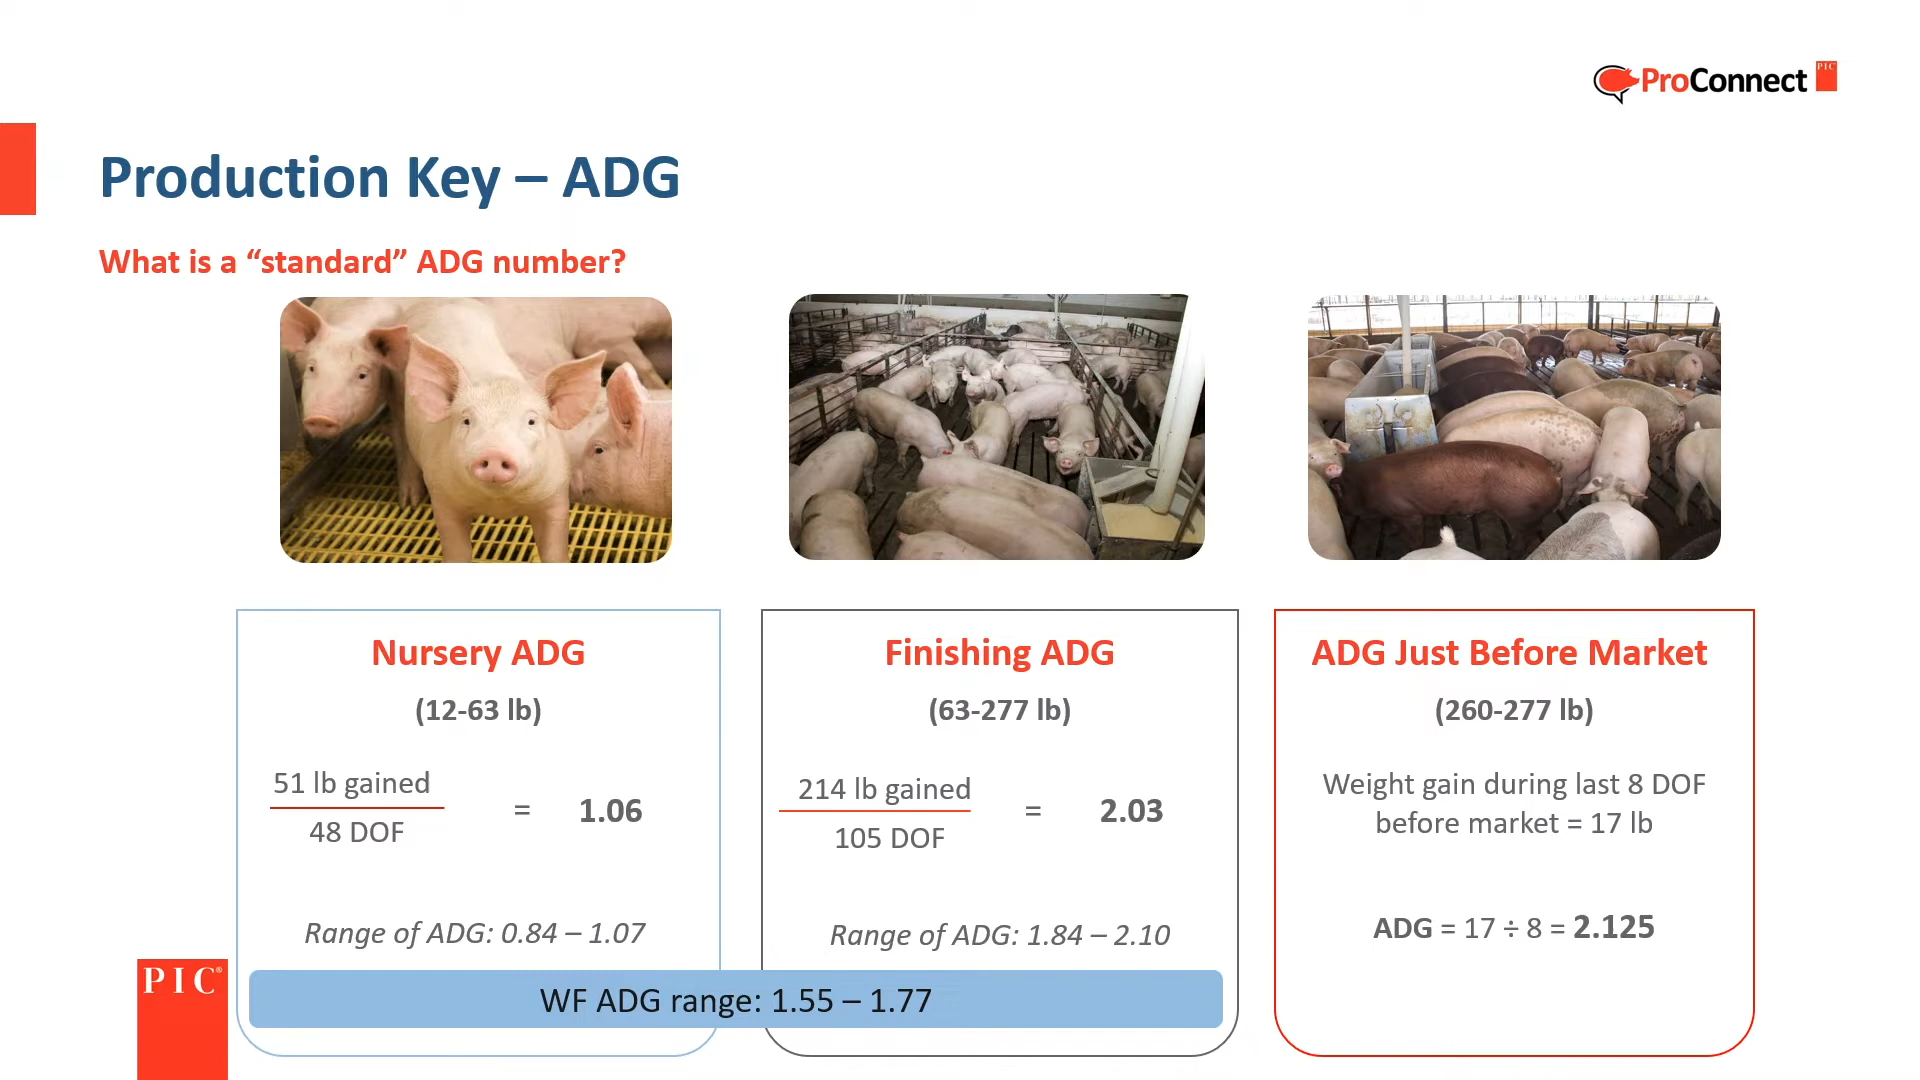 ProConnect PIC
Production Key – ADG
What is a “standard” ADG number?
Nursery ADG
(12-63 lb)
51 lb gained
48 DOF
= 1.06
Range of ADG: 0.84 – 1.07
Finishing ADG
(63-277 lb)
214 lb gained
105 DOF
= 2.03
Range of ADG: 1.84 – 2.10
WF ADG range: 1.55 – 1.77
ADG Just Before Market
(260-277 lb)
Weight gain during last 8 DOF
before market = 17 lb
ADG = 17 ÷ 8 = 2.125
PIC®